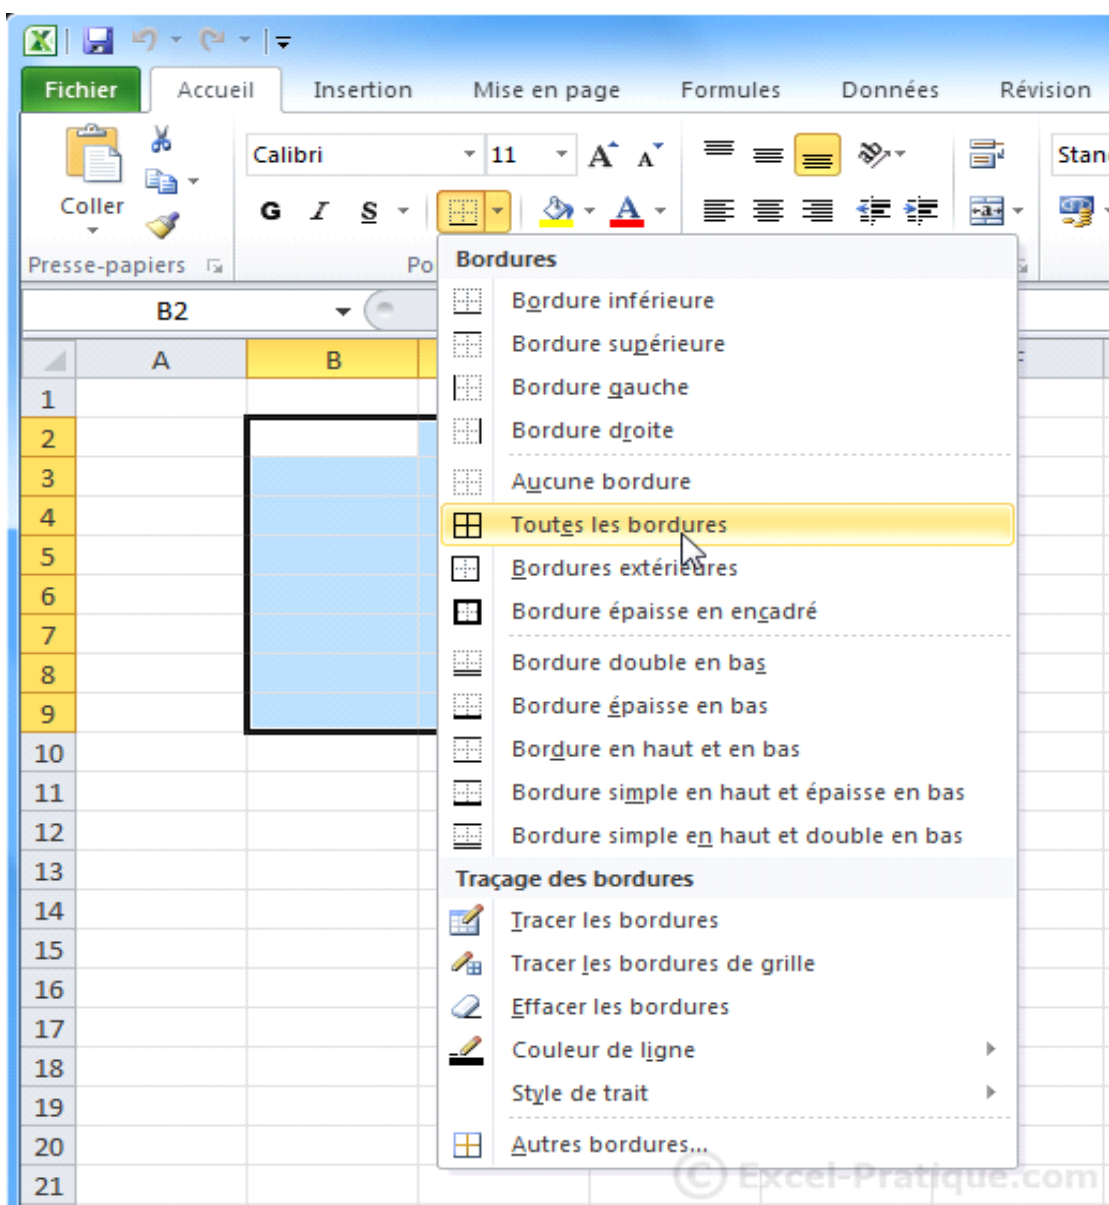 Fichier Accueil Insertion Mise en page Formules Données Révision
Calibri 11 A A Stan
Coller G I S A a
Presse-papiers Po
B2
A B
1
2
3
4
5
6
7
8
9
10
11
12
13
14
15
16
17
18
19
20
21
Bordures
Bordure inférieure
Bordure supérieure
Bordure gauche
Bordure droite
Aucune bordure
Toutes les bordures
Bordures extérieures
Bordure épaisse en encadré
Bordure double en bas
Bordure épaisse en bas
Bordure en haut et en bas
Bordure simple en haut et épaisse en bas
Bordure simple en haut et double en bas
Traçage des bordures
Tracer les bordures
Tracer les bordures de grille
Effacer les bordures
Couleur de ligne
Style de trait
Autres bordures...
© Excel-Pratique.com